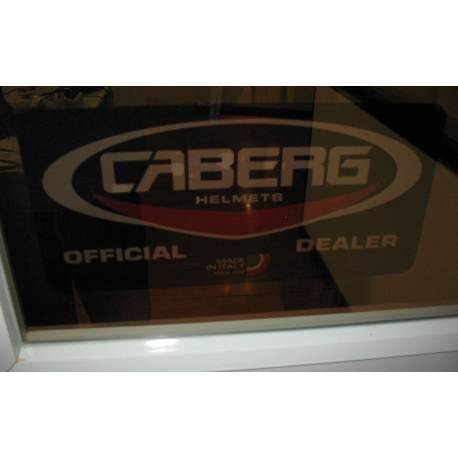 CABERG
HELMETS
OFFICIAL DEALER
MADE
IN ITALY